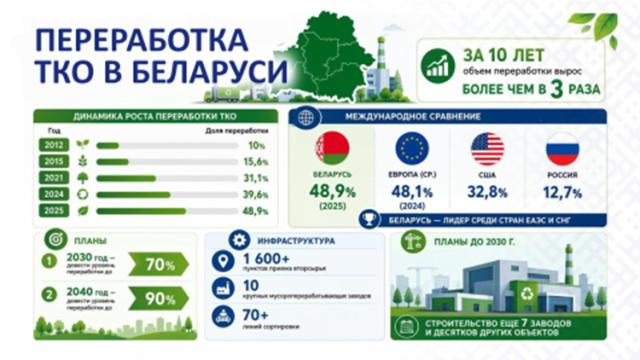 ПЕРЕРАБОТКА
ТКО В БЕЛАРУСИ
ЗА 10 ЛЕТ
объем переработки вырос
БОЛЕЕ ЧЕМ В 3 РАЗА
ДИНАМИКА РОСТА ПЕРЕРАБОТКИ ТКО
Год Доля переработки
2012 10%
2015 15,6%
2021 31,1%
2024 39,6%
2025 48,9%
МЕЖДУНАРОДНОЕ СРАВНЕНИЕ
БЕЛАРУСЬ
48,9%
(2025)
ЕВРОПА (СР.)
48,1%
(2024)
США
32,8%
РОССИЯ
12,7%
БЕЛАРУСЬ — ЛИДЕР СРЕДИ СТРАН ЕАЭС И СНГ
ПЛАНЫ
1 2030 год —
довести уровень
переработки до
70%
2 2040 год —
довести уровень
переработки до
90%
ИНФРАСТРУКТУРА
1 600+
пунктов приема вторсырья
10
крупных мусороперерабатывающих заводов
70+
линий сортировки
ПЛАНЫ ДО 2030 Г.
СТРОИТЕЛЬСТВО ЕЩЕ 7 ЗАВОДОВ
И ДЕСЯТКОВ ДРУГИХ ОБЪЕКТОВ